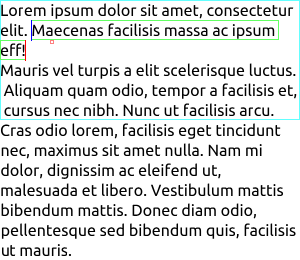 Lorem ipsum dolor sit amet, consectetur
elit. Maecenas facilisis massa ac ipsum
eff!
Mauris vel turpis a elit scelerisque luctus.
Aliquam quam odio, tempor a facilisis et,
cursus nec nibh. Nunc ut facilisis arcu.
Cras odio lorem, facilisis eget tincidunt
nec, maximus sit amet nulla. Nam mi
dolor, dignissim ac eleifend ut,
malesuada et libero. Vestibulum mattis
bibendum mattis. Donec diam odio,
pellentesque sed bibendum quis, facilisis
ut mauris.